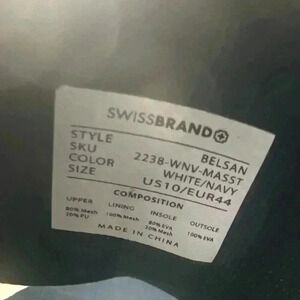 SWISSBRAND
STYLE BELSAN
SKU 2238-WNV-MASST
COLOR WHITE/NAVY
SIZE US10/EUR44
COMPOSITION
UPPER LINING INSOLE OUTSOLE
80% Mesh 100% Mesh 80% EVA 100% EVA
20% PU 20% Mesh
MADE IN CHINA